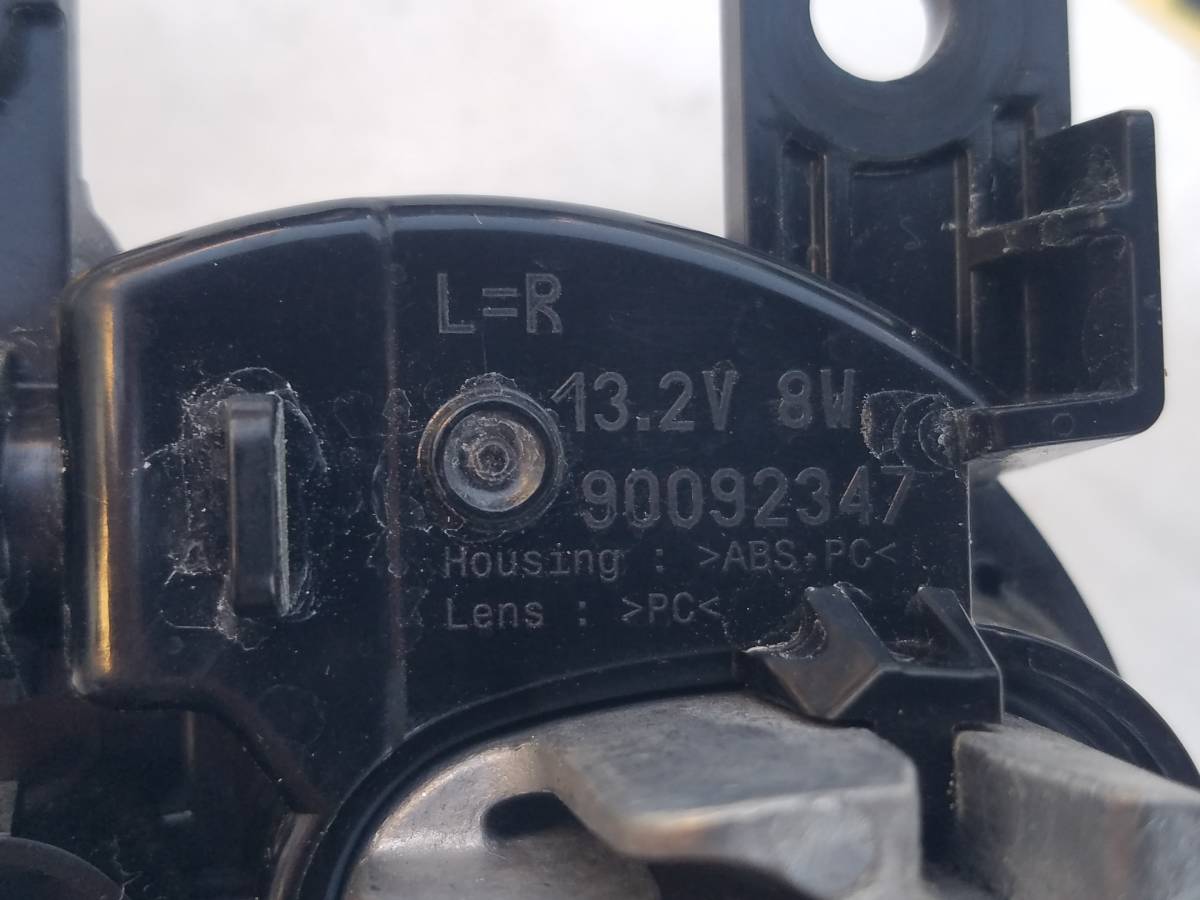 L=R
13.2V 8W
90092347
Housing : >ABS+PC<
Lens : >PC<